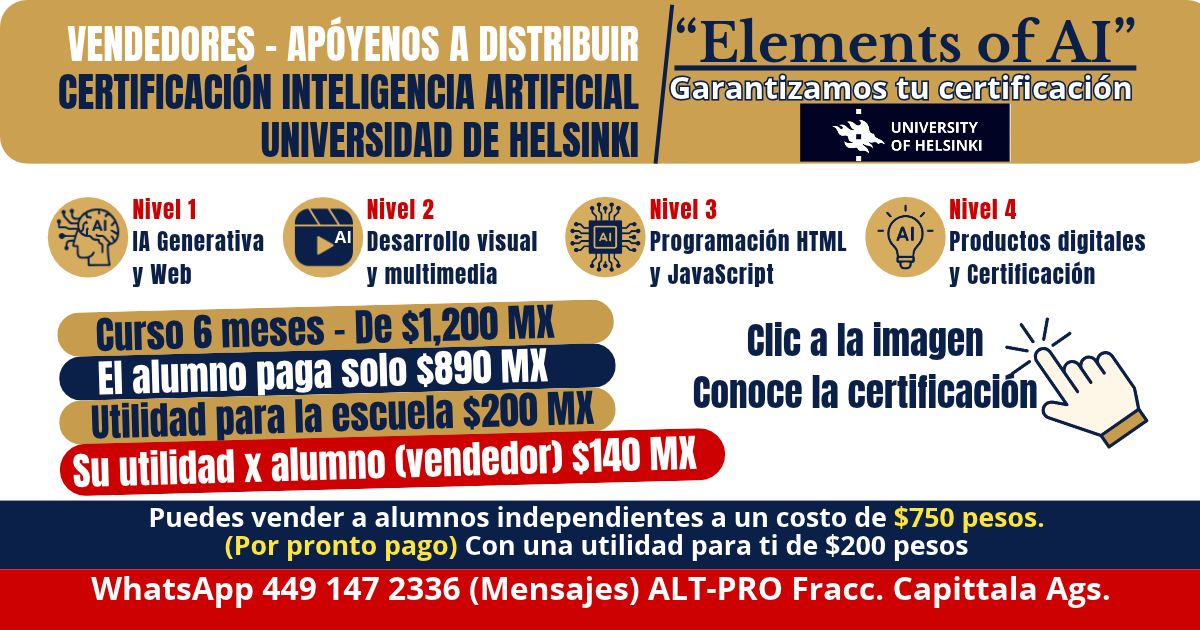 VENDEDORES - APÓYENOS A DISTRIBUIR
CERTIFICACIÓN INTELIGENCIA ARTIFICIAL
UNIVERSIDAD DE HELSINKI
“Elements of AI”
Garantizamos tu certificación
UNIVERSITY
OF HELSINKI
AI
Nivel 1
IA Generativa
y Web
AI
Nivel 2
Desarrollo visual
y multimedia
AI
Nivel 3
Programación HTML
y JavaScript
AI
Nivel 4
Productos digitales
y Certificación
Curso 6 meses - De $1,200 MX
El alumno paga solo $890 MX
Utilidad para la escuela $200 MX
Su utilidad x alumno (vendedor) $140 MX
Clic a la imagen
Conoce la certificación
Puedes vender a alumnos independientes a un costo de $750 pesos.
(Por pronto pago) Con una utilidad para ti de $200 pesos
WhatsApp 449 147 2336 (Mensajes) ALT-PRO Fracc. Capittala Ags.